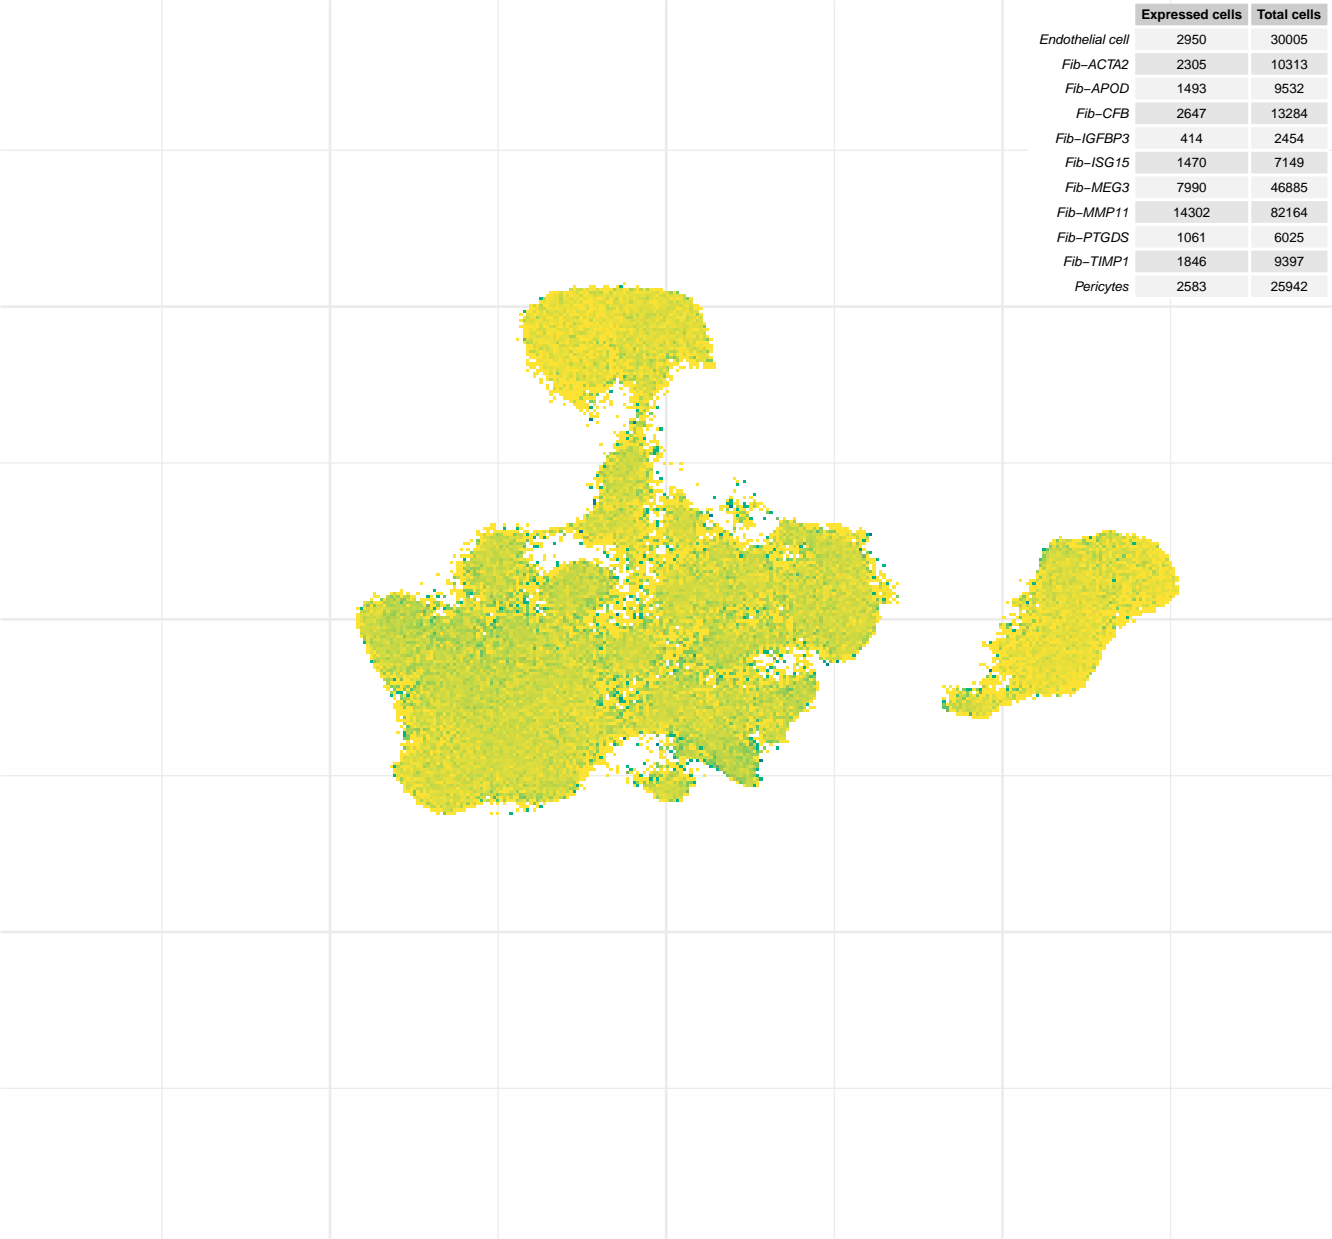 Expressed cells Total cells
Endothelial cell 2950 30005
Fib−ACTA2 2305 10313
Fib−APOD 1493 9532
Fib−CFB 2647 13284
Fib−IGFBP3 414 2454
Fib−ISG15 1470 7149
Fib−MEG3 7990 46885
Fib−MMP11 14302 82164
Fib−PTGDS 1061 6025
Fib−TIMP1 1846 9397
Pericytes 2583 25942